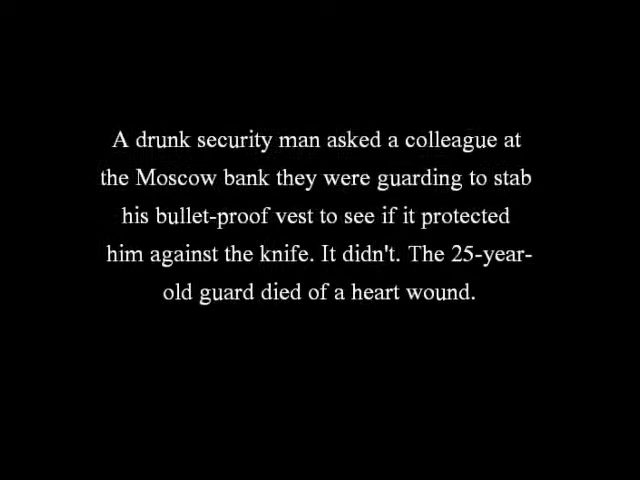 A drunk security man asked a colleague at
the Moscow bank they were guarding to stab
his bullet-proof vest to see if it protected
him against the knife. It didn't. The 25-year-
old guard died of a heart wound.